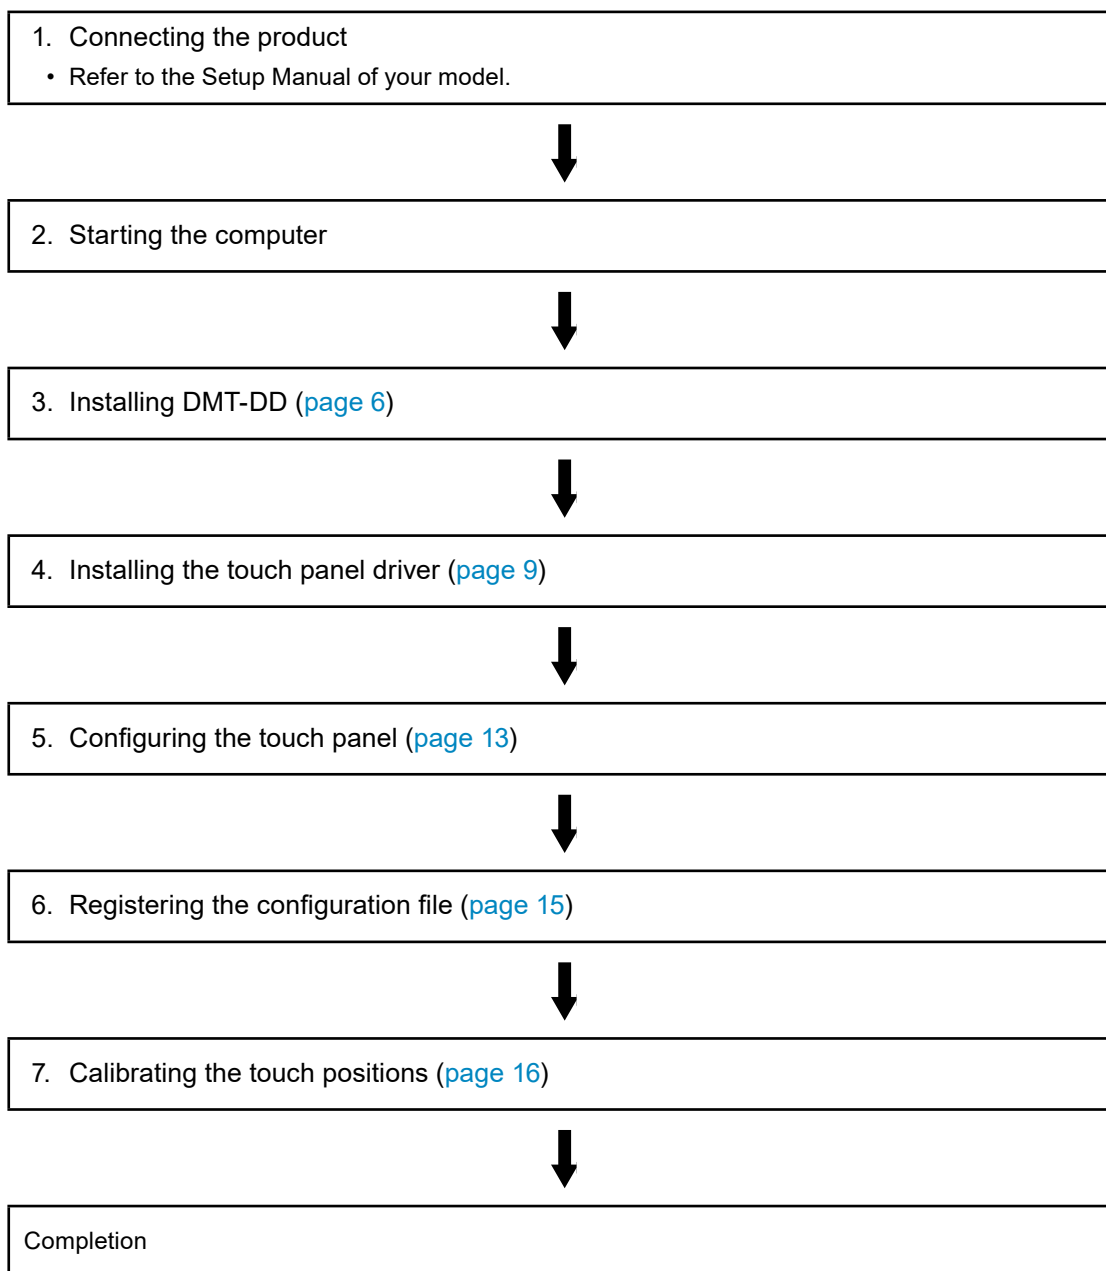 1. Connecting the product
• Refer to the Setup Manual of your model.
2. Starting the computer
3. Installing DMT-DD (page 6)
4. Installing the touch panel driver (page 9)
5. Configuring the touch panel (page 13)
6. Registering the configuration file (page 15)
7. Calibrating the touch positions (page 16)
Completion